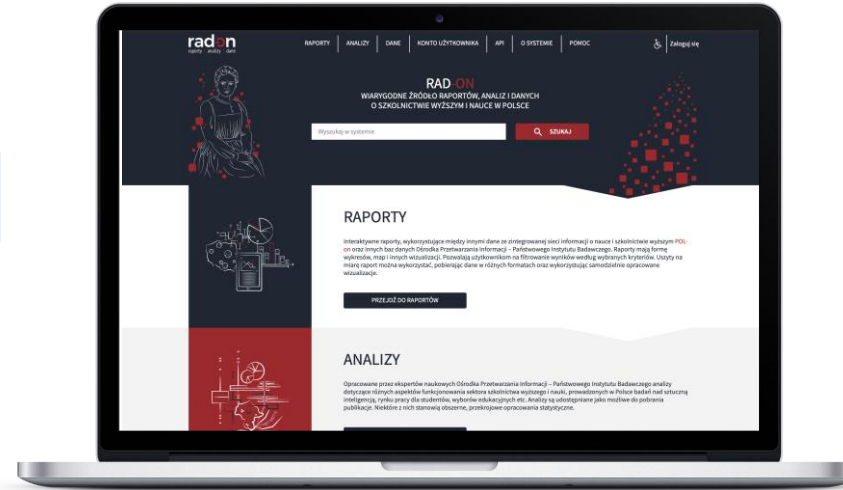 radon
raporty analizy dane
RAPORTY
ANALIZY
DANE
KONTO UŻYTKOWNIKA
API
O SYSTEMIE
POMOC
Zaloguj się
RAD-ON
WIARYGODNE ŹRÓDŁO RAPORTÓW, ANALIZ I DANYCH
O SZKOLNICTWIE WYŻSZYM I NAUCE W POLSCE
Wyszukaj w systemie
SZUKAJ
RAPORTY
Interaktywne raporty, wykorzystujące między innymi dane ze zintegrowanej sieci informacji o nauce i szkolnictwie wyższym POL-
on oraz innych baz danych Ośrodka Przetwarzania Informacji – Państwowego Instytutu Badawczego. Raporty mają formę
wykresów, map i innych wizualizacji. Pozwalają użytkownikom na filtrowanie wyników według wybranych kryteriów. Uszyty na
miarę raport można wykorzystać, pobierając dane w różnych formatach oraz wykorzystując samodzielnie opracowane
wizualizacje.
PRZEJDŹ DO RAPORTÓW
ANALIZY
Opracowane przez ekspertów naukowych Ośrodka Przetwarzania Informacji – Państwowego Instytutu Badawczego analizy
dotyczące różnych aspektów funkcjonowania sektora szkolnictwa wyższego i nauki, prowadzonych w Polsce badań nad sztuczną
inteligencją, rynku pracy dla studentów, wyborów edukacyjnych etc. Analizy są udostępniane jako możliwe do pobrania
publikacje. Niektóre z nich stanowią obszerne, przekrojowe opracowania statystyczne.